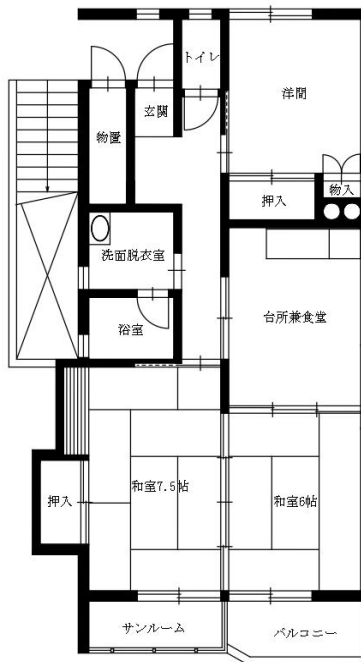 トイレ
洋間
玄関
物置
物入
押入
洗面脱衣室
台所兼食堂
浴室
和室7.5帖
和室6帖
押入
サンルーム
バルコニー